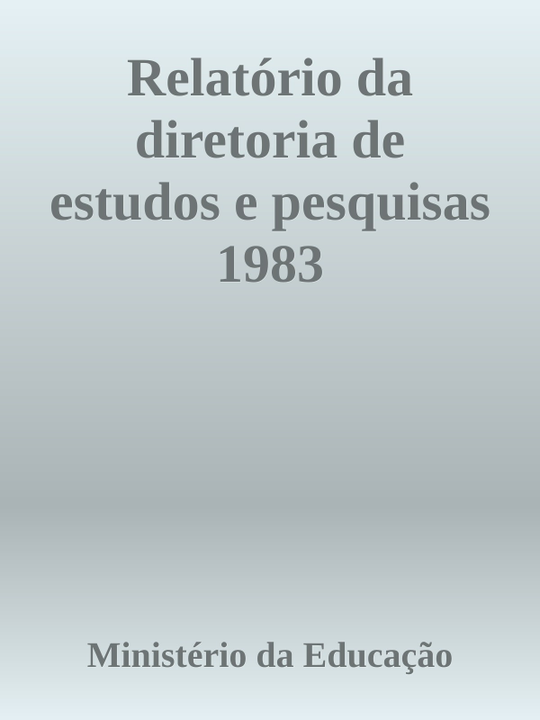 Relatório da
diretoria de
estudos e pesquisas
1983
Ministério da Educação